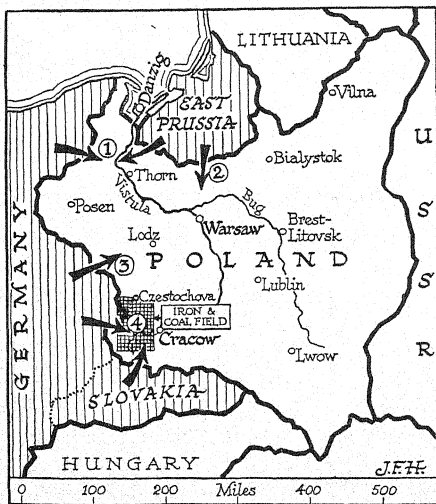 LITHUANIA
Danzig
EAST
PRUSSIA
Vilna
U S S R
1
2
Bialystok
Thorn
Posen
Vistula
Bug
Warsaw
Brest-
Litovsk
Lodz
3
POLAND
Czestochova
Lublin
IRON &
COAL FIELD
4
Cracow
Lwow
GERMANY
SLOVAKIA
HUNGARY
J.F.H.
0 100 Miles 400 500
200 300